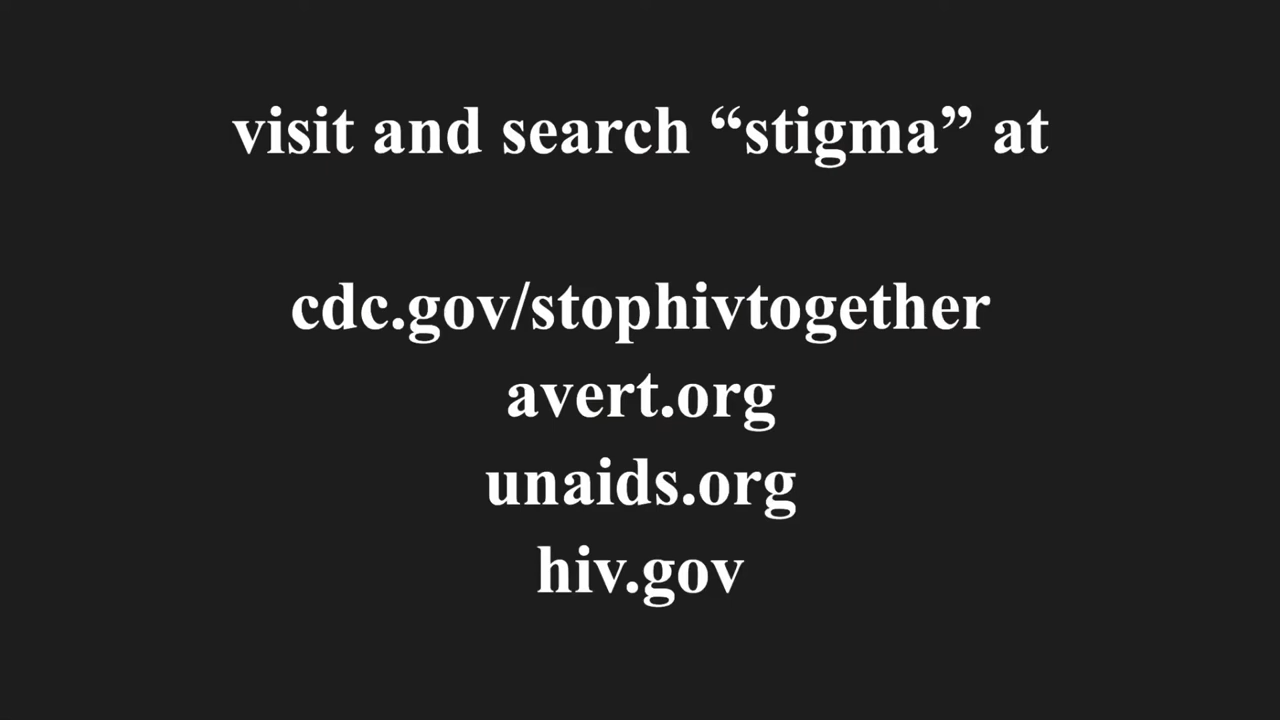 visit and search “stigma” at
cdc.gov/stophivtogether
avert.org
unaids.org
hiv.gov